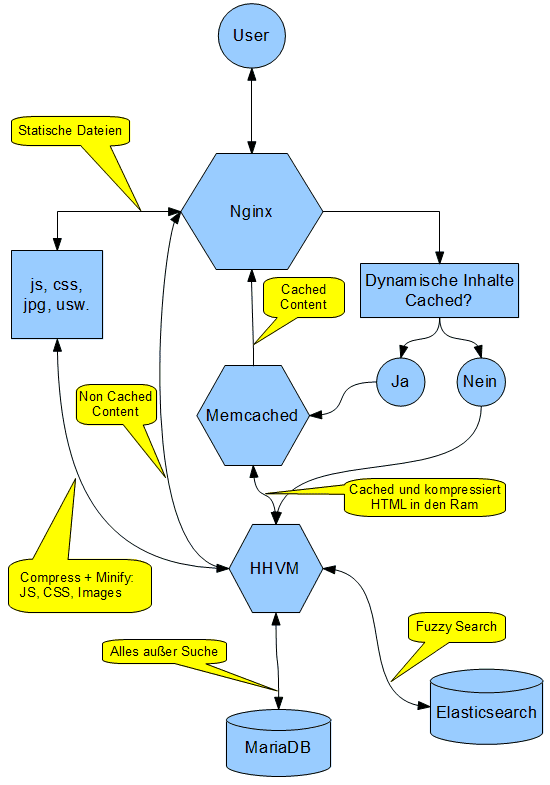 User
Statische Dateien
Nginx
js, css,
jpg, usw.
Dynamische Inhalte
Cached?
Cached
Content
Ja
Nein
Non Cached
Content
Memcached
Cached und kompressiert
HTML in den Ram
HHVM
Compress + Minify:
JS, CSS, Images
Fuzzy Search
Alles außer Suche
Elasticsearch
MariaDB